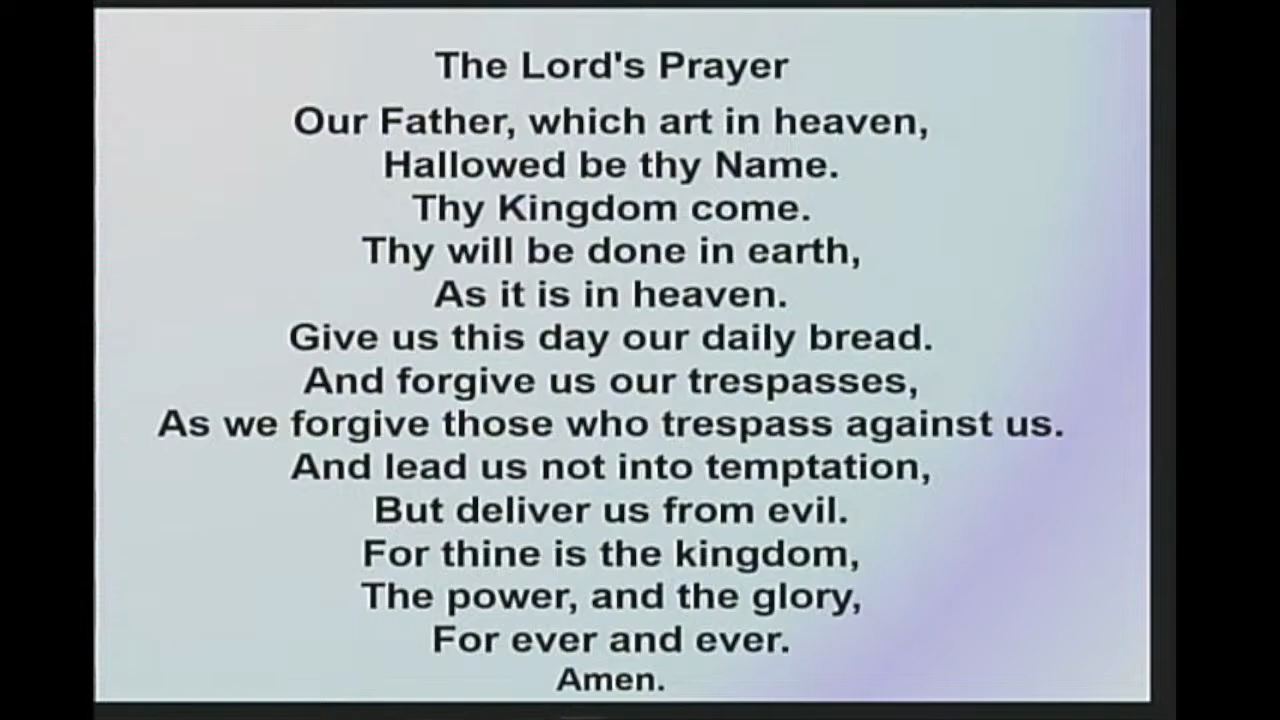 The Lord's Prayer
Our Father, which art in heaven,
Hallowed be thy Name.
Thy Kingdom come.
Thy will be done in earth,
As it is in heaven.
Give us this day our daily bread.
And forgive us our trespasses,
As we forgive those who trespass against us.
And lead us not into temptation,
But deliver us from evil.
For thine is the kingdom,
The power, and the glory,
For ever and ever.
Amen.